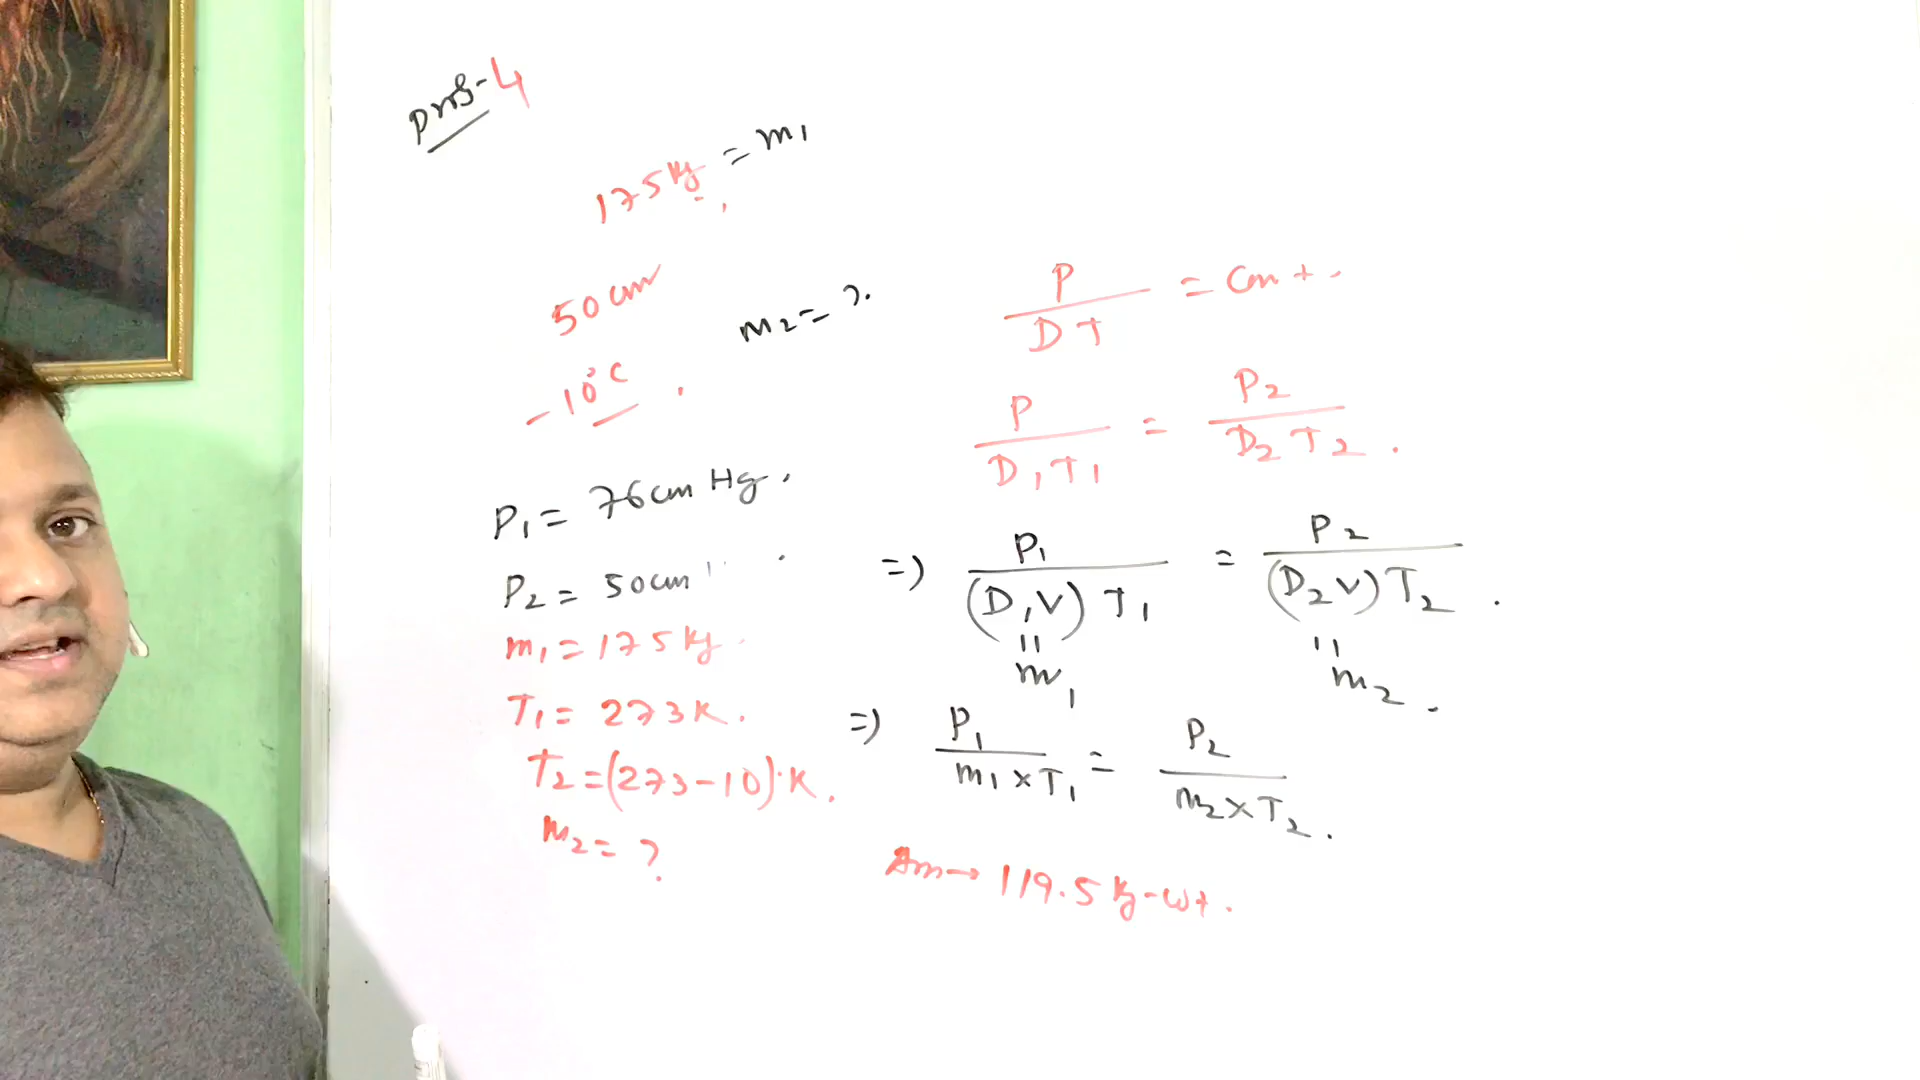 prob-4
175 kg = m1
50 cm
m2 = ?
-10°C.
P1 = 76 cm Hg.
P2 = 50 cm "
m1 = 175 kg
T1 = 273 K.
T2 = (273-10) K.
m2 = ?
P / DT = Const.
P / D1T1 = P2 / D2T2.
=> P1 / (D1V) T1 = P2 / (D2V) T2.
" m1 " m2.
=> P1 / m1 x T1 = P2 / m2 x T2.
Ans → 119.5 kg-wt.